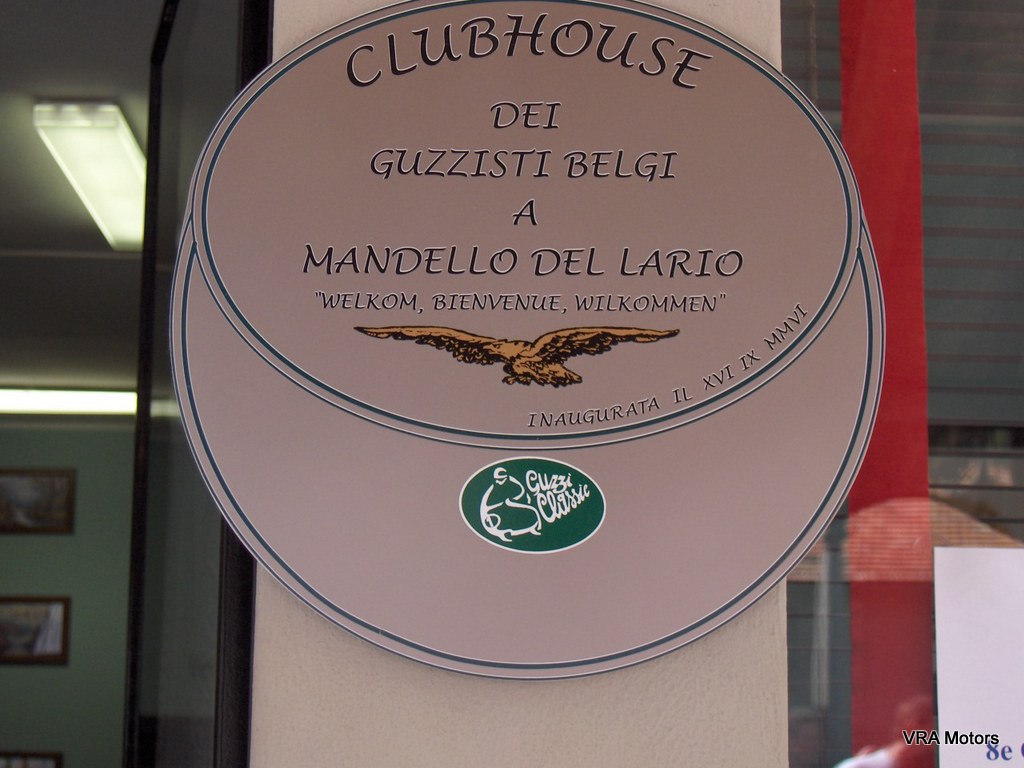 CLUBHOUSE
DEI
GUZZISTI BELGI
A
MANDELLO DEL LARIO
"WELKOM, BIENVENUE, WILKOMMEN"
INAUGURATA IL XVI IX MMVI
Guzzi
Classic
VRA Motors
8e